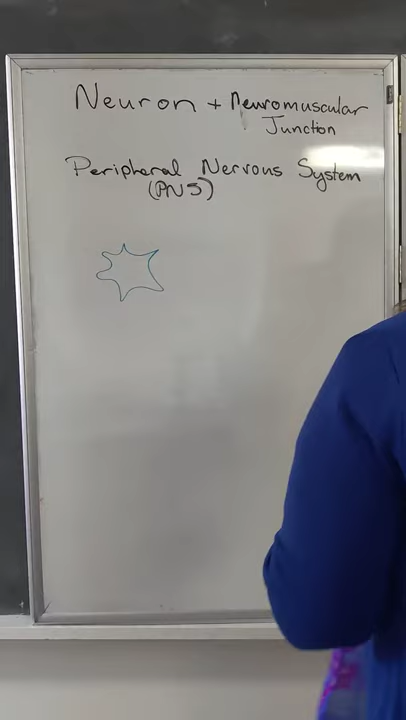 Neuron + Neuromuscular
Junction
Peripheral Nervous System
(PNS)